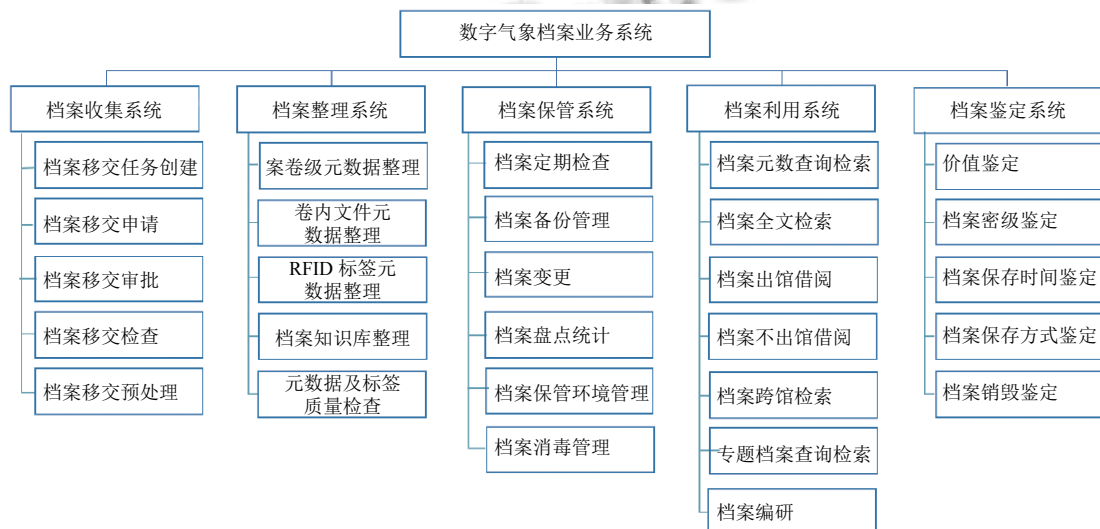 数字气象档案业务系统
档案收集系统
档案移交任务创建
档案移交申请
档案移交审批
档案移交检查
档案移交预处理
档案整理系统
案卷级元数据整理
卷内文件元
数据整理
RFID 标签元
数据整理
档案知识库整理
元数据及标签
质量检查
档案保管系统
档案定期检查
档案备份管理
档案变更
档案盘点统计
档案保管环境管理
档案消毒管理
档案利用系统
档案元数查询检索
档案全文检索
档案出馆借阅
档案不出馆借阅
档案跨馆检索
专题档案查询检索
档案编研
档案鉴定系统
价值鉴定
档案密级鉴定
档案保存时间鉴定
档案保存方式鉴定
档案销毁鉴定